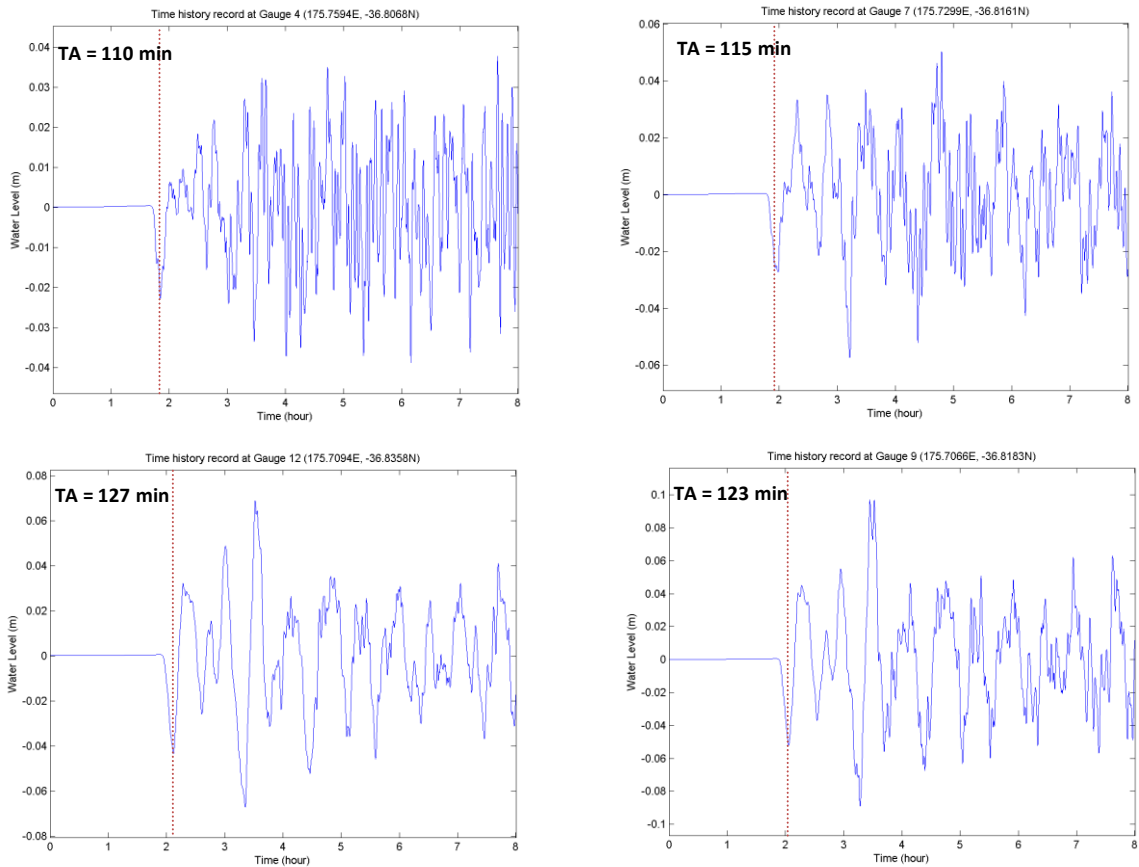 Time history record at Gauge 4 (175.7594E, -36.8068N)
TA = 110 min
0.04
0.03
0.02
0.01
0
-0.01
-0.02
-0.03
-0.04
Water Level (m)
0 1 2 3 4 5 6 7 8
Time (hour)
Time history record at Gauge 7 (175.7299E, -36.8161N)
TA = 115 min
0.06
0.04
0.02
0
-0.02
-0.04
-0.06
Water Level (m)
0 1 2 3 4 5 6 7 8
Time (hour)
Time history record at Gauge 12 (175.7094E, -36.8358N)
TA = 127 min
0.08
0.06
0.04
0.02
0
-0.02
-0.04
-0.06
-0.08
Water Level (m)
0 1 2 3 4 5 6 7 8
Time (hour)
Time history record at Gauge 9 (175.7066E, -36.8183N)
TA = 123 min
0.1
0.08
0.06
0.04
0.02
0
-0.02
-0.04
-0.06
-0.08
-0.1
Water Level (m)
0 1 2 3 4 5 6 7 8
Time (hour)